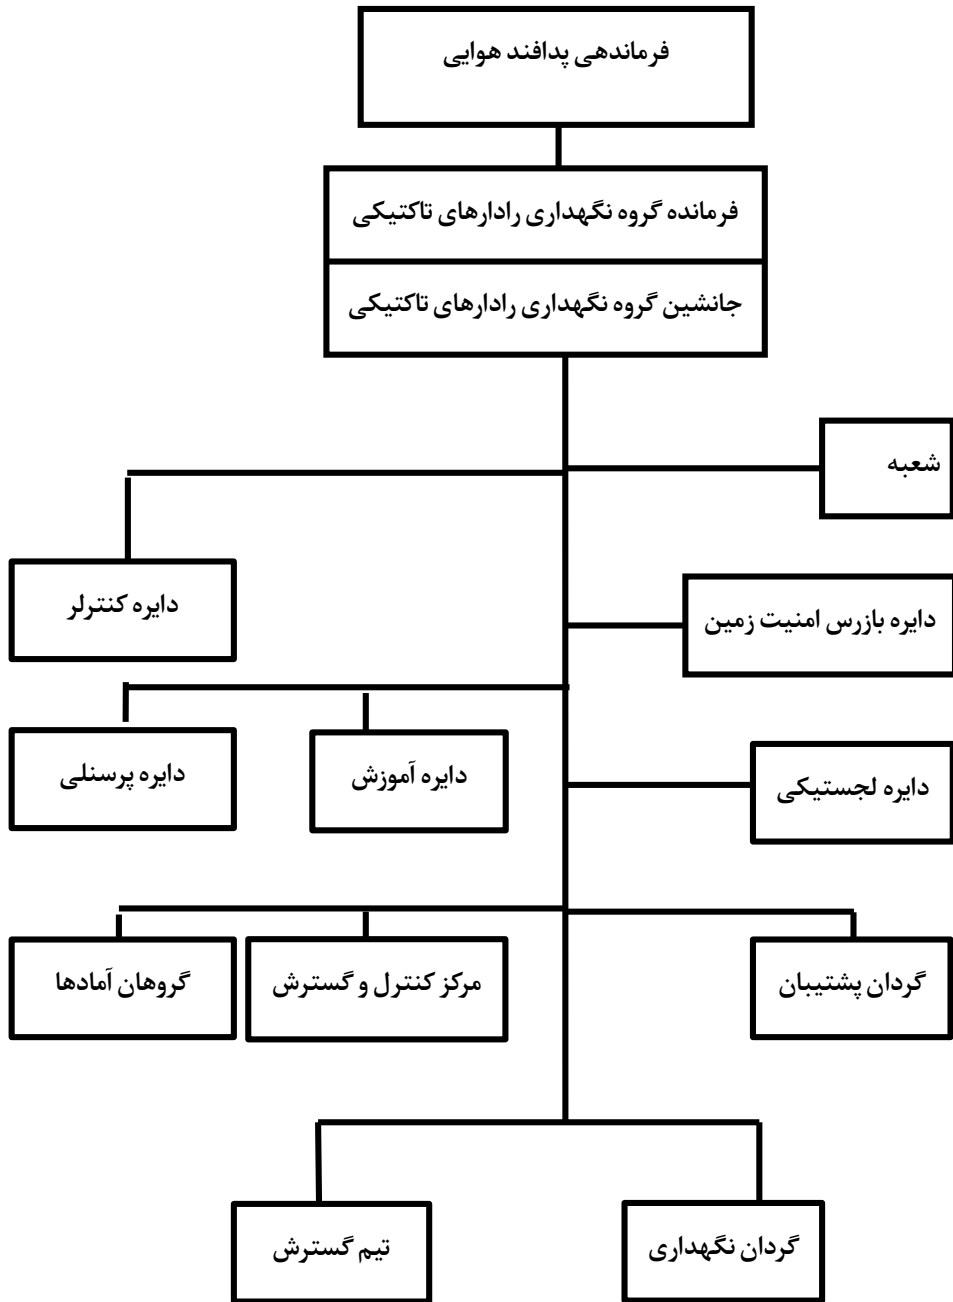 فرماندهی پدافند هوایی
فرمانده گروه نگهداری رادارهای تاکتیکی
جانشین گروه نگهداری رادارهای تاکتیکی
شعبه
دایره کنترلر
دایره بازرس امنیت زمین
دایره لجستیکی
دایره آموزش
دایره پرسنلی
گردان پشتیبان
مرکز کنترل و گسترش
گروهان آمادها
گردان نگهداری
تیم گسترش